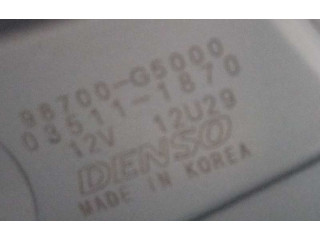 98700-G5000
03511-1870
12V 12U29
DENSO
MADE IN KOREA